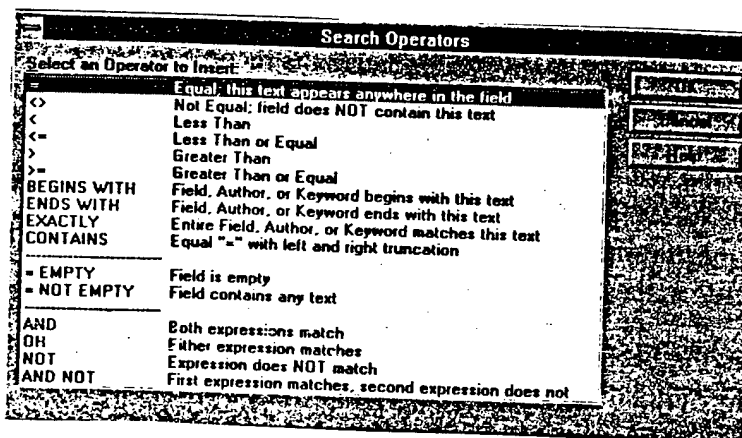 Search Operators
Select an Operator to Insert:
= Equal; this text appears anywhere in the field
<> Not Equal; field does NOT contain this text
< Less Than
<= Less Than or Equal
> Greater Than
>= Greater Than or Equal
BEGINS WITH Field, Author, or Keyword begins with this text
ENDS WITH Field, Author, or Keyword ends with this text
EXACTLY Entire Field, Author, or Keyword matches this text
CONTAINS Equal "=" with left and right truncation
= EMPTY Field is empty
= NOT EMPTY Field contains any text
AND Both expressions match
OR Either expression matches
NOT Expression does NOT match
AND NOT First expression matches, second expression does not